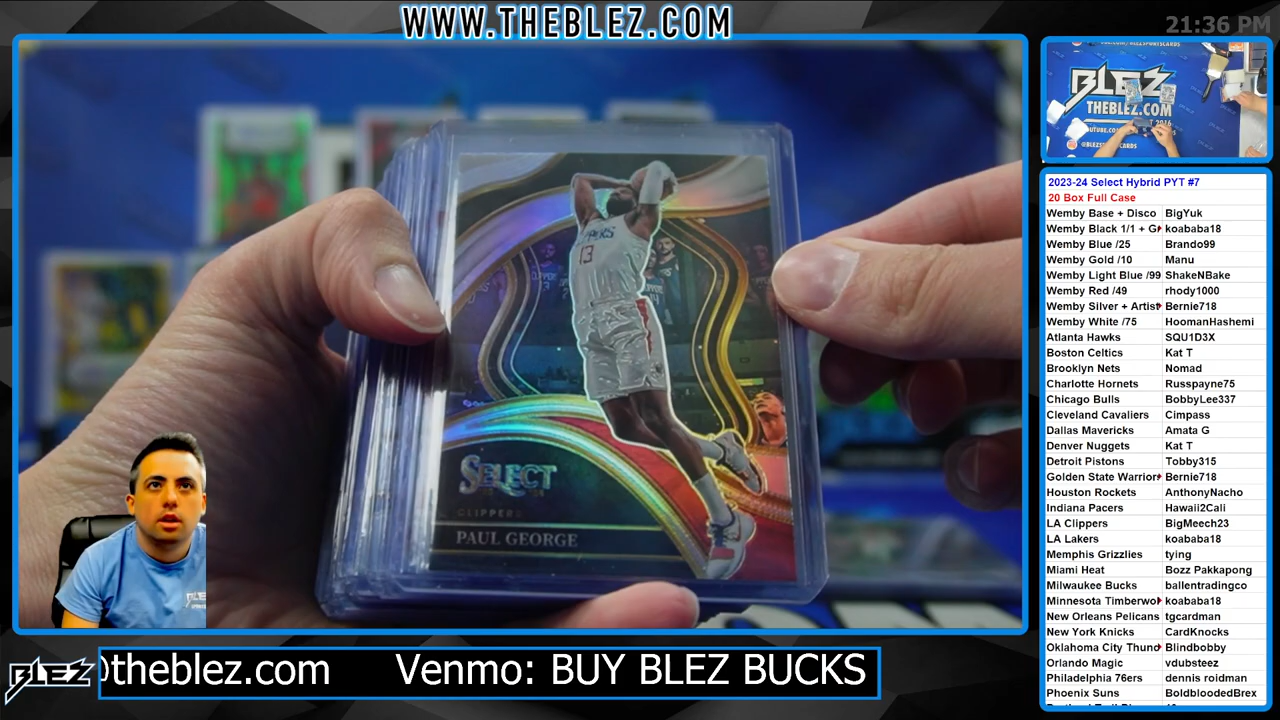 WWW.THEBLEZ.COM
21:36 PM
CLIPPERS
13
SELECT
CLIPPERS
PAUL GEORGE
BLEZ
THEBLEZ.COM
@BLEZSPORTSCARDS
2023-24 Select Hybrid PYT #7
20 Box Full Case
Wemby Base + Disco BigYuk
Wemby Black 1/1 + G koababa18
Wemby Blue /25 Brando99
Wemby Gold /10 Manu
Wemby Light Blue /99 ShakeNBake
Wemby Red /49 rhody1000
Wemby Silver + Artist Bernie718
Wemby White /75 HoomanHashemi
Atlanta Hawks SQU1D3X
Boston Celtics Kat T
Brooklyn Nets Nomad
Charlotte Hornets Russpayne75
Chicago Bulls BobbyLee337
Cleveland Cavaliers Cimpass
Dallas Mavericks Amata G
Denver Nuggets Kat T
Detroit Pistons Tobby315
Golden State Warrior Bernie718
Houston Rockets AnthonyNacho
Indiana Pacers Hawaii2Cali
LA Clippers BigMeech23
LA Lakers koababa18
Memphis Grizzlies tying
Miami Heat Bozz Pakkapong
Milwaukee Bucks ballentradingco
Minnesota Timberwol koababa18
New Orleans Pelicans tgcardman
New York Knicks CardKnocks
Oklahoma City Thund Blindbobby
Orlando Magic vdubsteez
Philadelphia 76ers dennis roidman
Phoenix Suns BoldbloodedBrex
BLEZ
@theblez.com Venmo: BUY BLEZ BUCKS